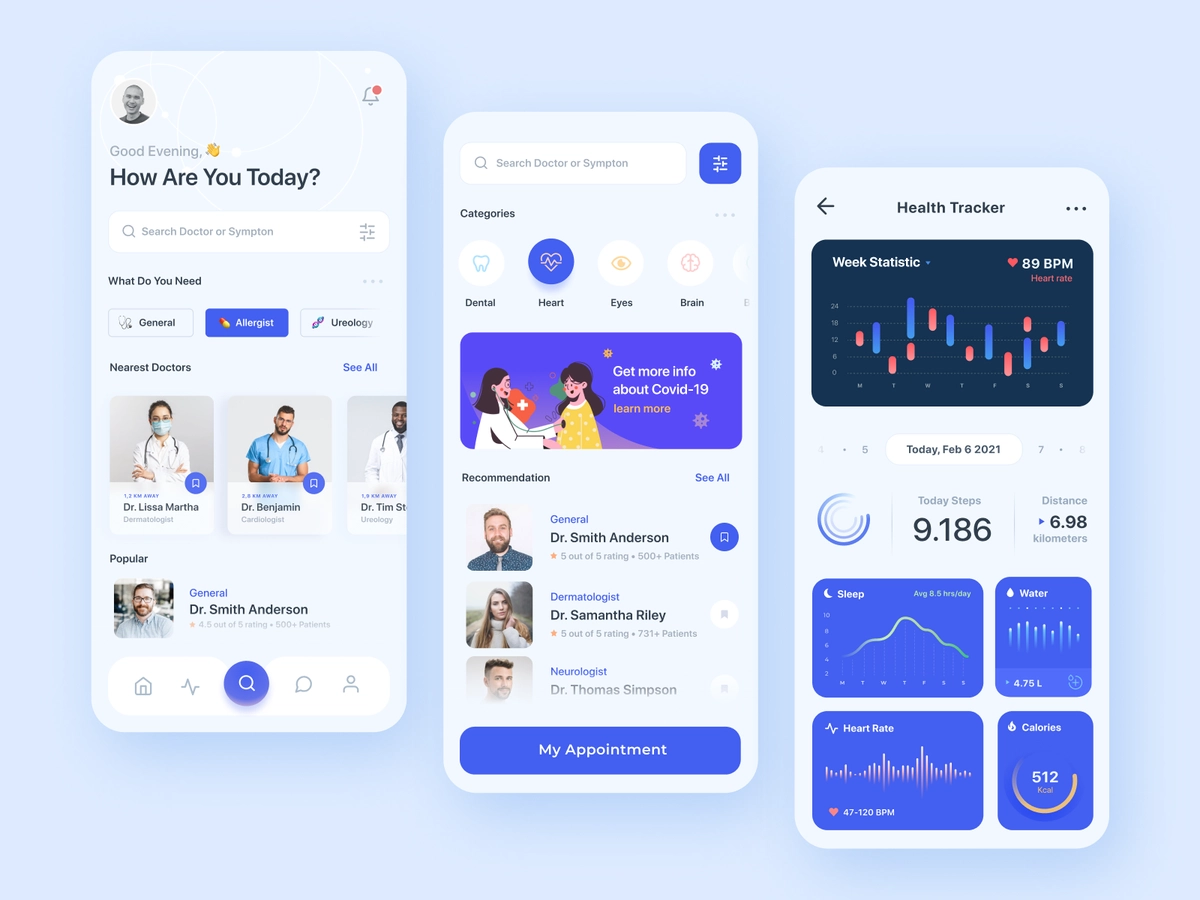 Good Evening, 👋
How Are You Today?
Search Doctor or Sympton
What Do You Need
General
Allergist
Ureology
Nearest Doctors
See All
1,2 KM AWAY
Dr. Lissa Martha
Dermatologist
2,8 KM AWAY
Dr. Benjamin
Cardiologist
1,9 KM AWAY
Dr. Tim St
Ureology
Popular
General
Dr. Smith Anderson
4.5 out of 5 rating • 500+ Patients
Search Doctor or Sympton
Categories
Dental
Heart
Eyes
Brain
Get more info
about Covid-19
learn more
Recommendation
See All
General
Dr. Smith Anderson
5 out of 5 rating • 500+ Patients
Dermatologist
Dr. Samantha Riley
5 out of 5 rating • 731+ Patients
Neurologist
Dr. Thomas Simpson
My Appointment
Health Tracker
Week Statistic
89 BPM
Heart rate
24
18
12
6
0
M T W T F S S
4 • 5
Today, Feb 6 2021
7 • 8
Today Steps
9.186
Distance
6.98
kilometers
Sleep
Avg 8.5 hrs/day
10
8
6
4
2
M T W T F S S
Water
4.75 L
Heart Rate
47-120 BPM
Calories
512
Kcal